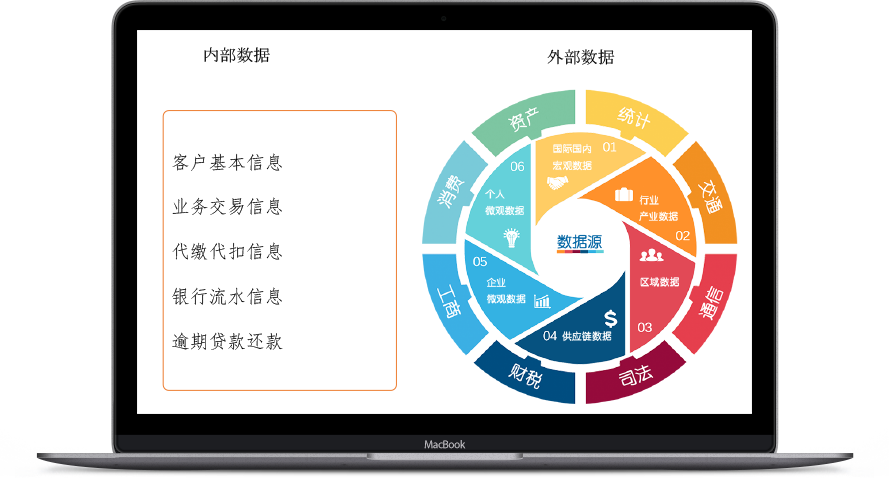 内部数据
外部数据
客户基本信息
业务交易信息
代缴代扣信息
银行流水信息
逾期贷款还款
资产
统计
交通
通信
司法
财税
工商
消费
国际国内
宏观数据
01
行业
产业数据
02
区域数据
03
04 供应链数据
05
企业
微观数据
06
个人
微观数据
数据源
$
MacBook